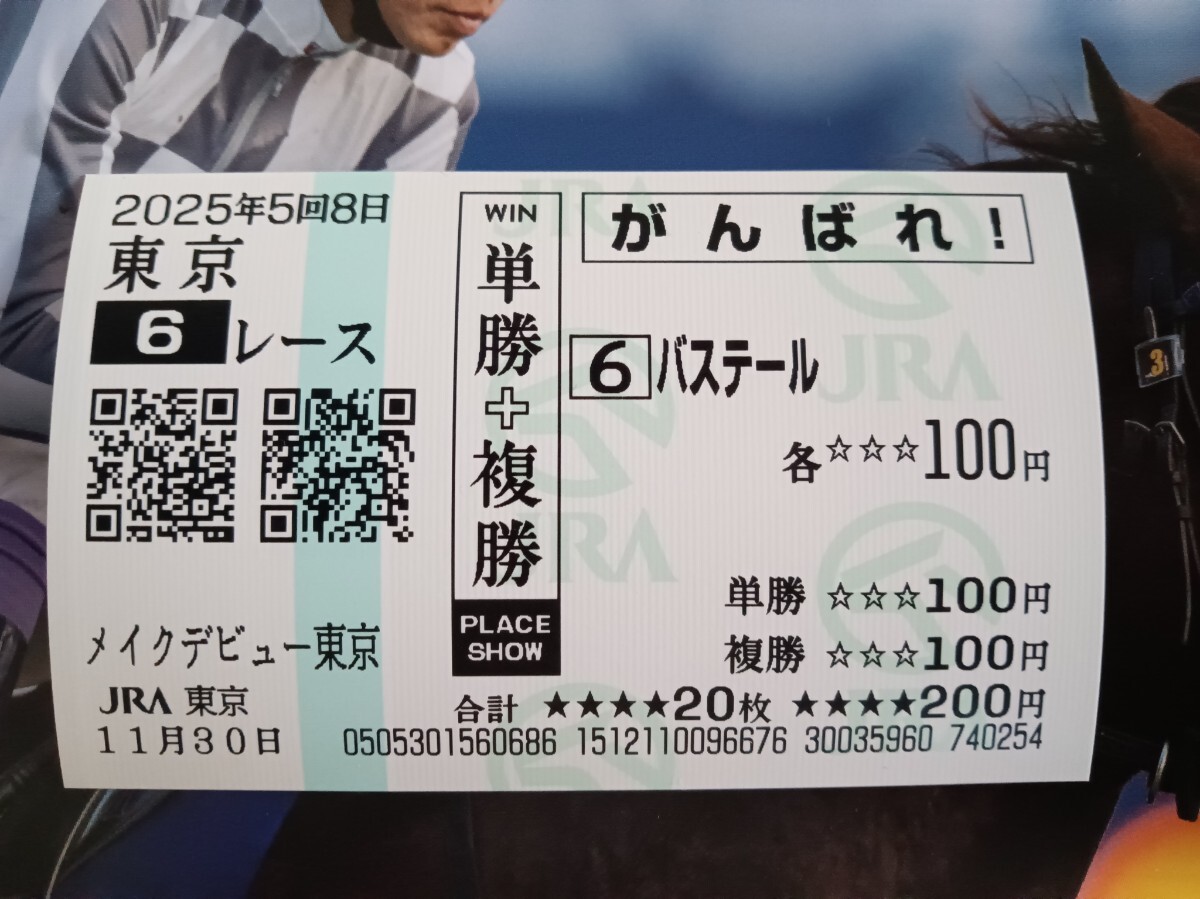 2025年5回8日
東京
6レース
メイクデビュー東京
JRA 東京
11月30日
WIN
単勝+複勝
PLACE
SHOW
がんばれ!
6 バステール
各☆☆☆100円
単勝 ☆☆☆100円
複勝 ☆☆☆100円
合計 ★★★★20枚 ★★★★200円
0505301560686 1512110096676 30035960 740254
JRA
JRA
JRA
3